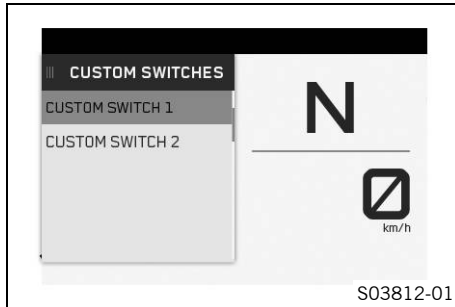 CUSTOM SWITCHES
CUSTOM SWITCH 1
CUSTOM SWITCH 2
N
0
km/h
S03812-01